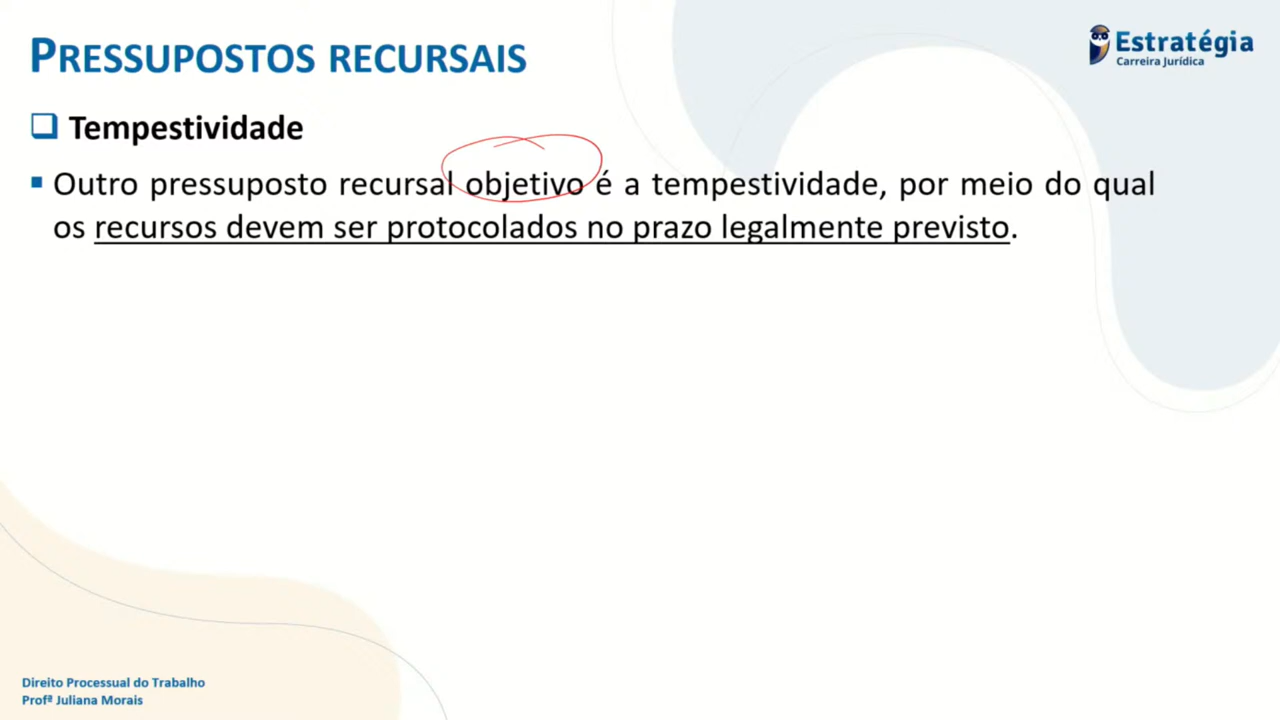 PRESSUPOSTOS RECURSAIS
Estratégia
Carreira Jurídica
Tempestividade
Outro pressuposto recursal objetivo é a tempestividade, por meio do qual
os recursos devem ser protocolados no prazo legalmente previsto.
Direito Processual do Trabalho
Profª Juliana Morais